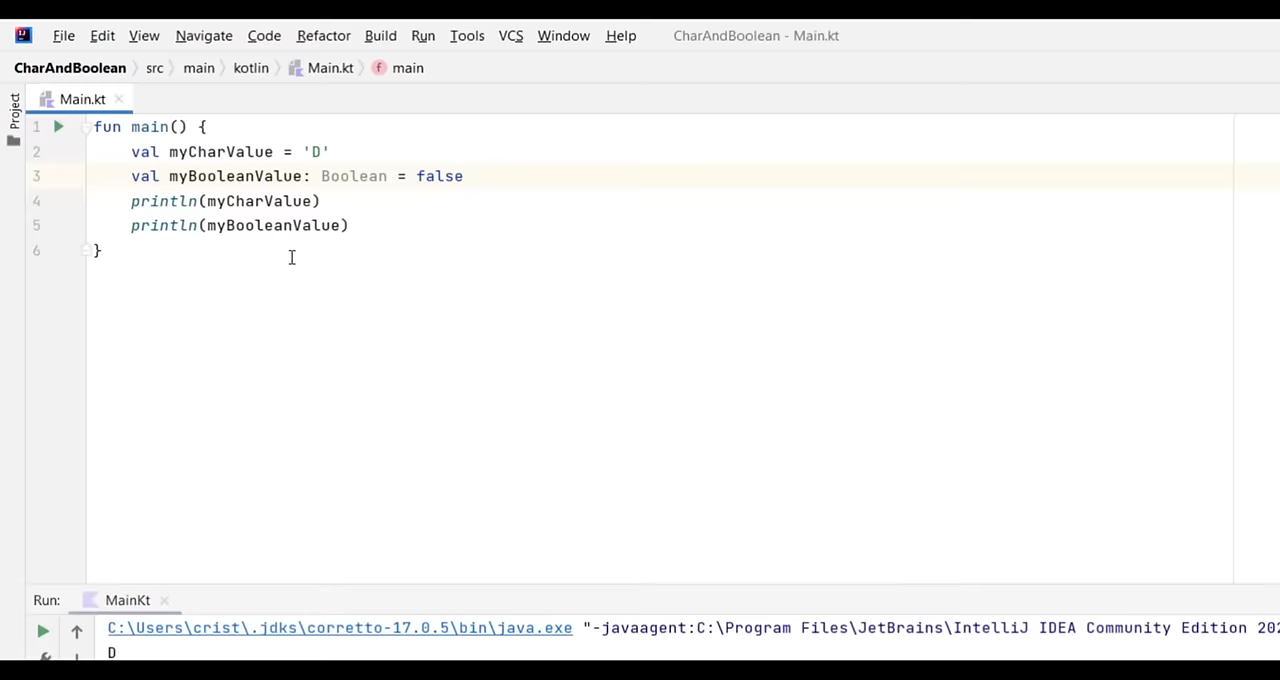 File Edit View Navigate Code Refactor Build Run Tools VCS Window Help CharAndBoolean - Main.kt
CharAndBoolean src main kotlin Main.kt f main
Project
Main.kt
1 fun main() {
2 val myCharValue = 'D'
3 val myBooleanValue: Boolean = false
4 println(myCharValue)
5 println(myBooleanValue)
6 }
Run: MainKt
C:\Users\crist\.jdks\corretto-17.0.5\bin\java.exe "-javaagent:C:\Program Files\JetBrains\IntelliJ IDEA Community Edition 202
D